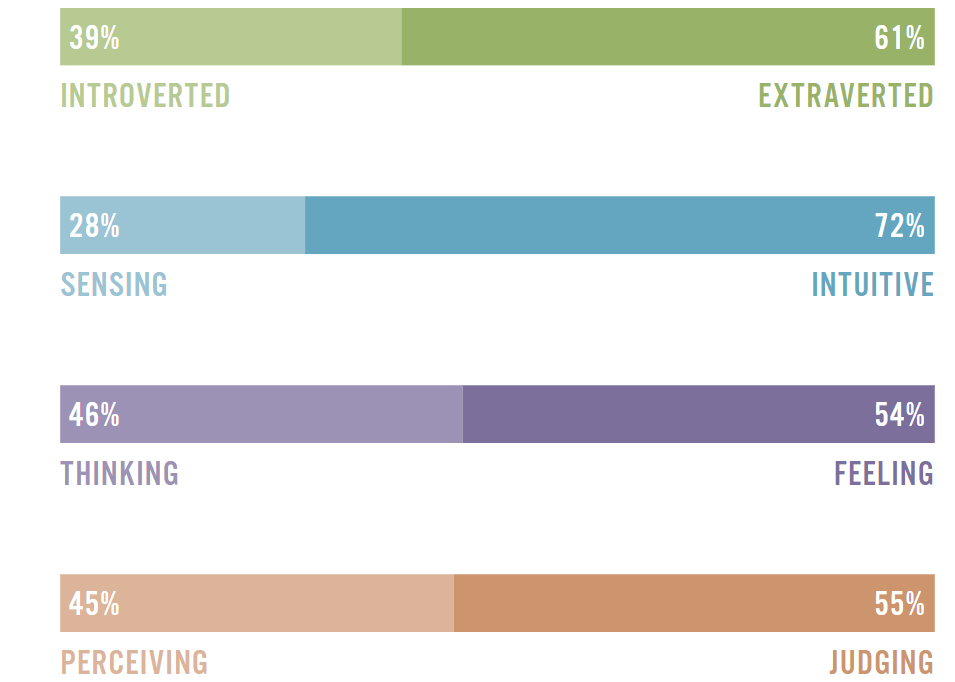 39% 61%
INTROVERTED EXTRAVERTED
28% 72%
SENSING INTUITIVE
46% 54%
THINKING FEELING
45% 55%
PERCEIVING JUDGING